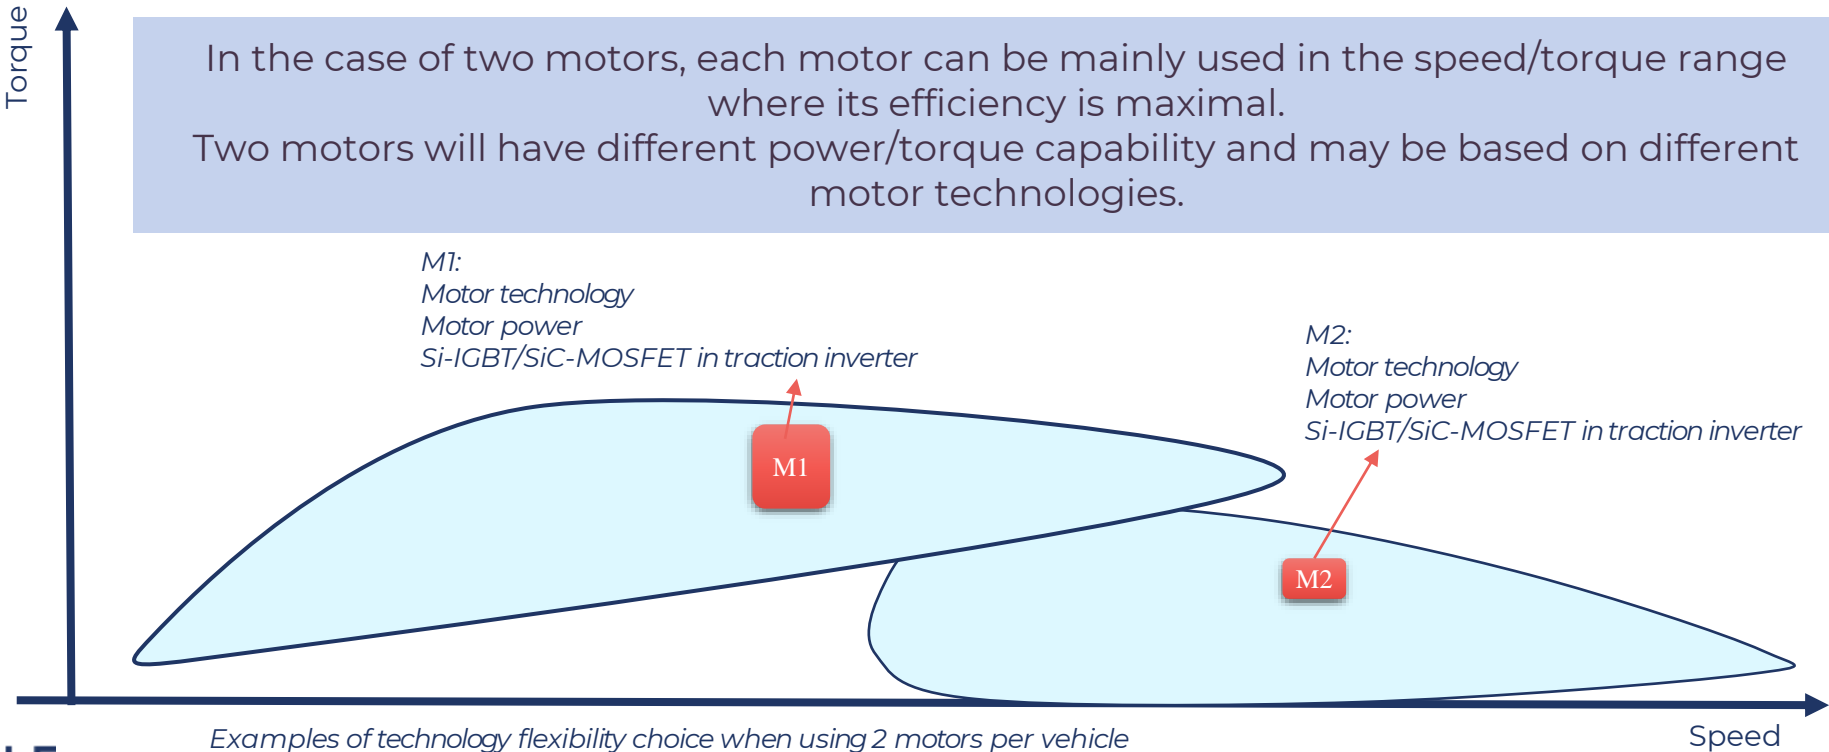 Torque
In the case of two motors, each motor can be mainly used in the speed/torque range
where its efficiency is maximal.
Two motors will have different power/torque capability and may be based on different
motor technologies.
M1:
Motor technology
Motor power
Si-IGBT/SiC-MOSFET in traction inverter
M2:
Motor technology
Motor power
Si-IGBT/SiC-MOSFET in traction inverter
M1
M2
Speed
Examples of technology flexibility choice when using 2 motors per vehicle